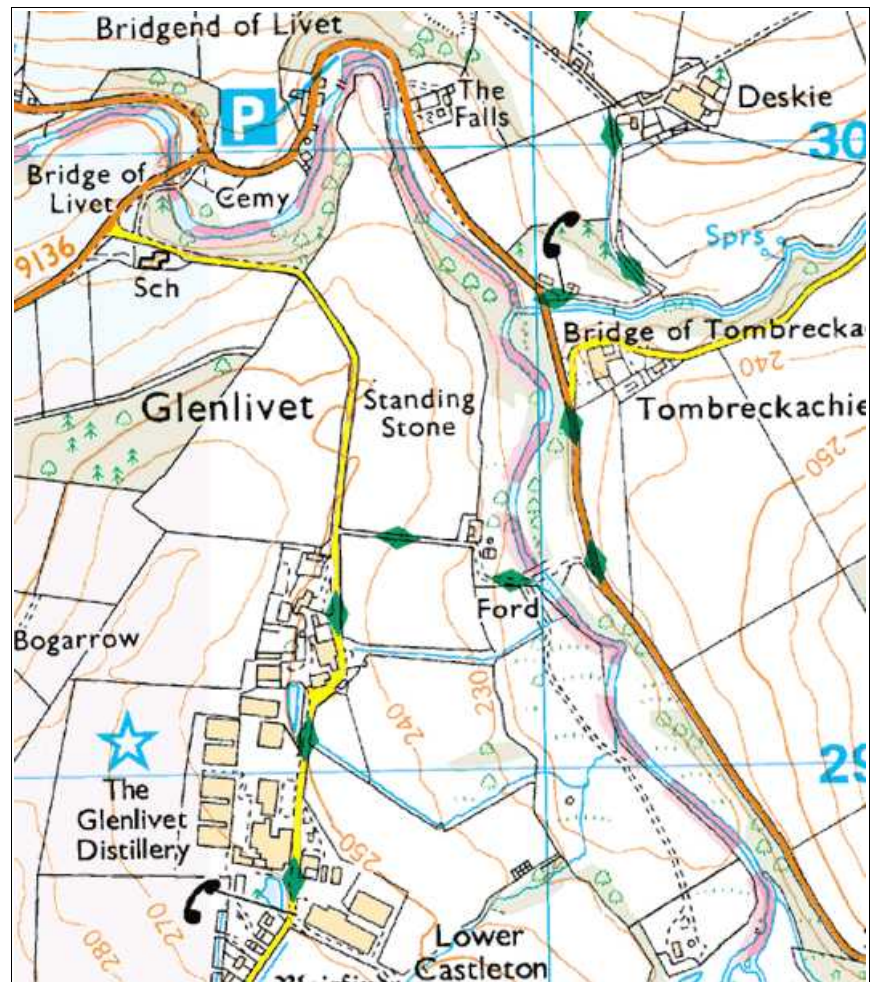 Bridgend of Livet
P
The
Falls
Deskie
30
Bridge of
Livet
Cemy
Sprs
9136
Sch
Bridge of Tombrecka
240
Glenlivet
Standing
Stone
Tombreckachie
250
Ford
Bogarrow
230
240
29
The
Glenlivet
Distillery
250
270
280
Lower
Castleton